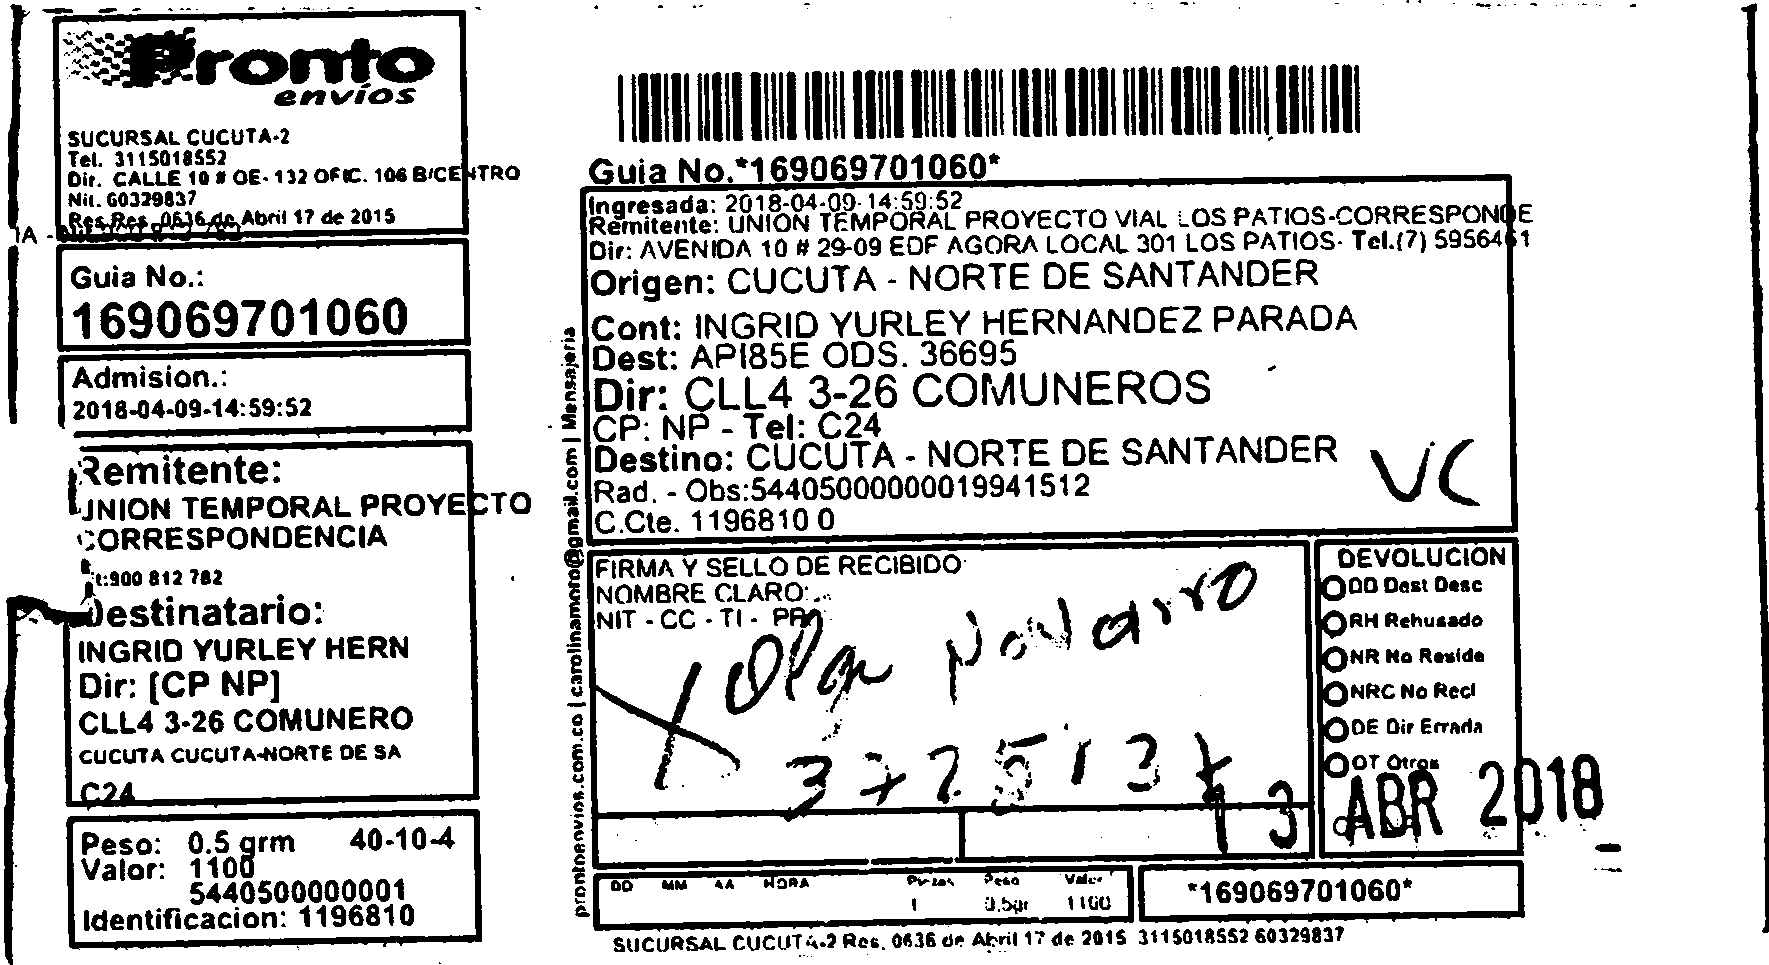 Pronto
envíos
SUCURSAL CUCUTA-2
Tel. 3115018552
Dir. CALLE 10 # OE- 132 OFIC. 106 B/CENTRO
Nit. 60329837
Res.Res. 0636 de Abril 17 de 2015
Guia No.:
169069701060
Admision.:
2018-04-09-14:59:52
Remitente:
UNION TEMPORAL PROYECTO
CORRESPONDENCIA
t:900 812 782
Destinatario:
INGRID YURLEY HERN
Dir: [CP NP]
CLL4 3-26 COMUNERO
CUCUTA CUCUTA-NORTE DE SA
C24
Peso: 0.5 grm 40-10-4
Valor: 1100
5440500000001
Identificacion: 1196810
prontoenvios.com.co | carolinamoro@gmail.com | Mensajeria
Guia No.*169069701060*
Ingresada: 2018-04-09-14:59:52
Remitente: UNION TEMPORAL PROYECTO VIAL LOS PATIOS-CORRESPONDE
Dir: AVENIDA 10 # 29-09 EDF AGORA LOCAL 301 LOS PATIOS- Tel.(7) 5956461
Origen: CUCUTA - NORTE DE SANTANDER
Cont: INGRID YURLEY HERNANDEZ PARADA
Dest: API85E ODS. 36695
Dir: CLL4 3-26 COMUNEROS
CP: NP - Tel: C24
Destino: CUCUTA - NORTE DE SANTANDER
Rad. - Obs:54405000000019941512
C.Cte. 1196810 0
VC
FIRMA Y SELLO DE RECIBIDO
NOMBRE CLARO:
NIT - CC - TI -
Olga Navarro
DEVOLUCION
DD Dest Desc
RH Rehusado
NR No Reside
NRC No Recl
DE Dir Errada
OT Otros
13 ABR 2018
DD MM AA HORA Piezas Peso Valor
1 0.5gr 1100
*169069701060*
SUCURSAL CUCUTA-2 Res. 0636 de Abril 17 de 2015 3115018552 60329837